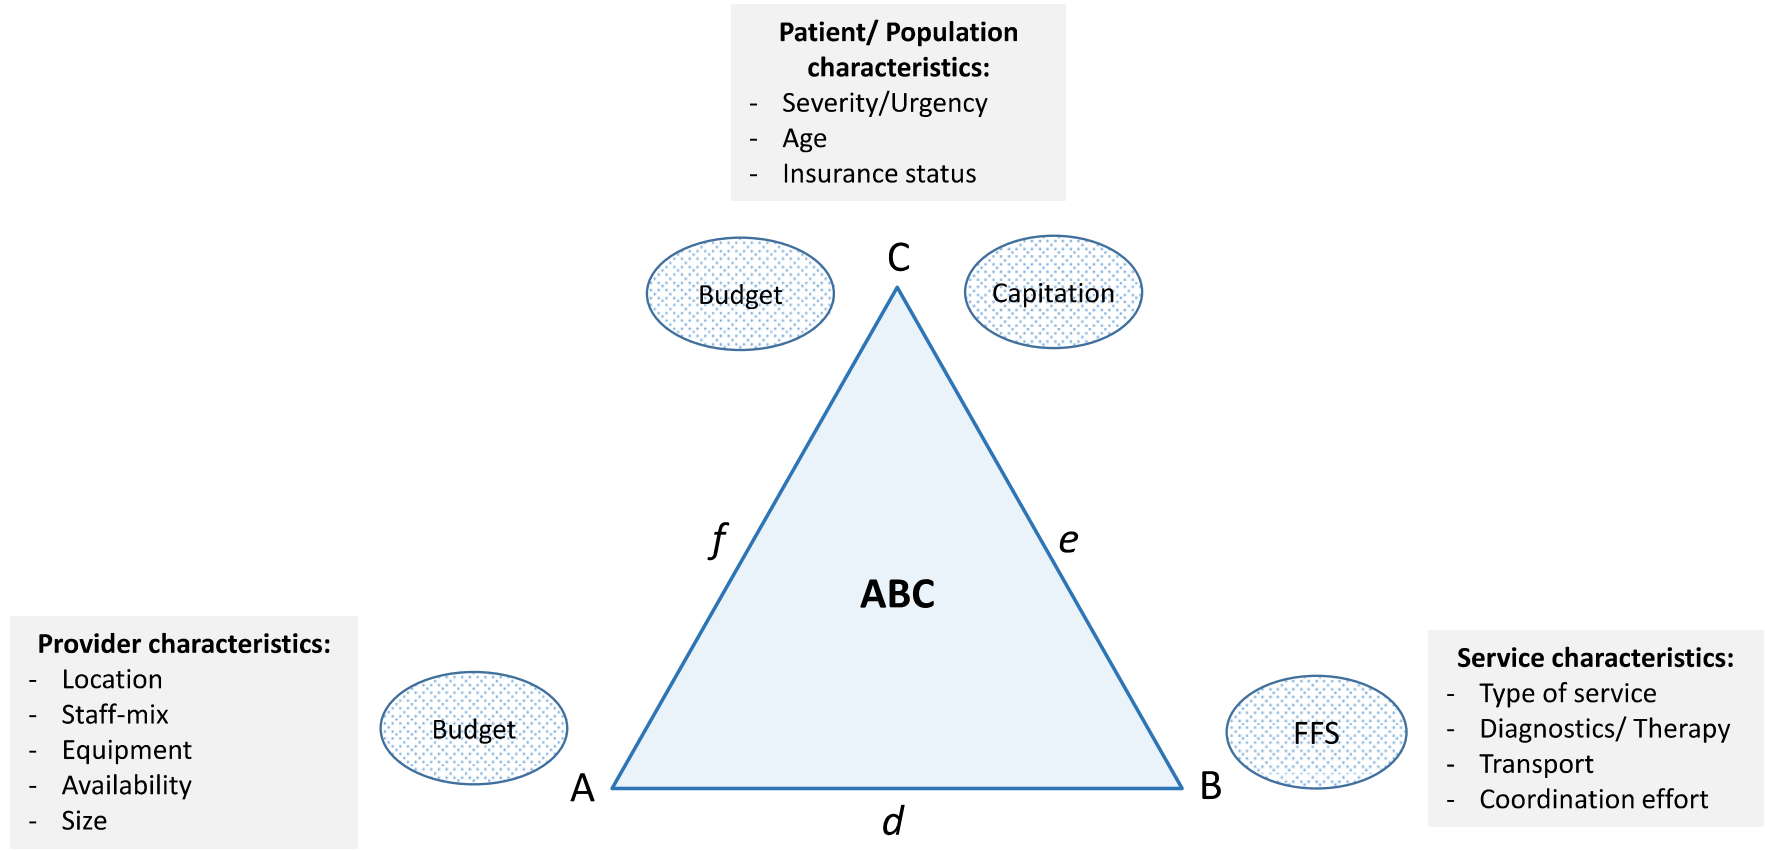 Patient/ Population
characteristics:
- Severity/Urgency
- Age
- Insurance status
C
Budget
Capitation
f
e
ABC
Provider characteristics:
- Location
- Staff-mix
- Equipment
- Availability
- Size
Budget
A
d
B
FFS
Service characteristics:
- Type of service
- Diagnostics/ Therapy
- Transport
- Coordination effort